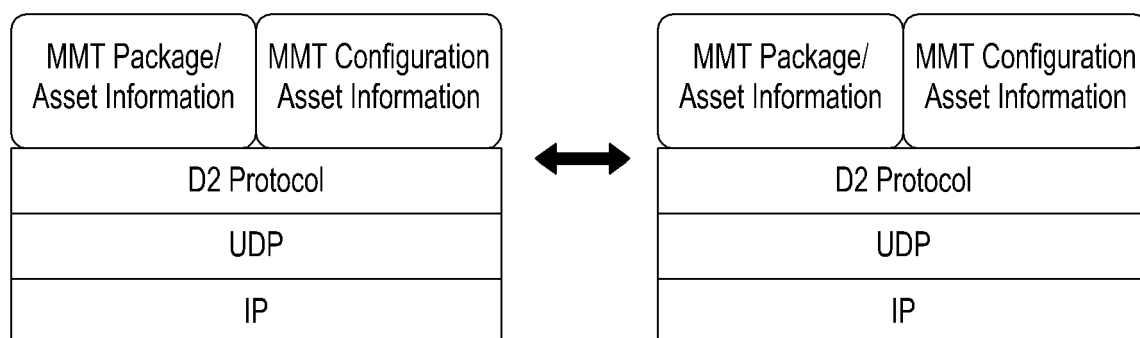 MMT Package/
Asset Information
MMT Configuration
Asset Information
D2 Protocol
UDP
IP
MMT Package/
Asset Information
MMT Configuration
Asset Information
D2 Protocol
UDP
IP